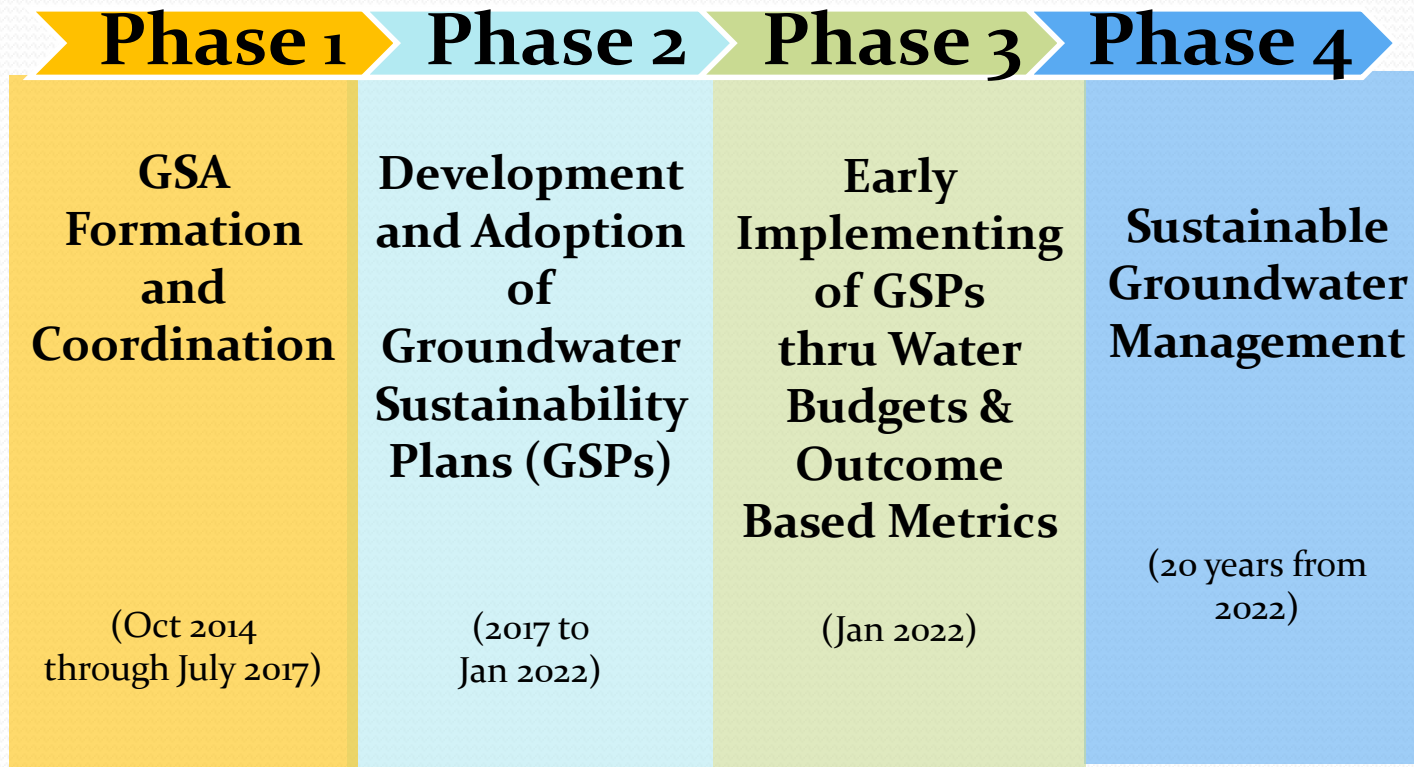 Phase 1
Phase 2
Phase 3
Phase 4
GSA
Formation
and
Coordination
(Oct 2014
through July 2017)
Development
and Adoption
of
Groundwater
Sustainability
Plans (GSPs)
(2017 to
Jan 2022)
Early
Implementing
of GSPs
thru Water
Budgets &
Outcome
Based Metrics
(Jan 2022)
Sustainable
Groundwater
Management
(20 years from
2022)